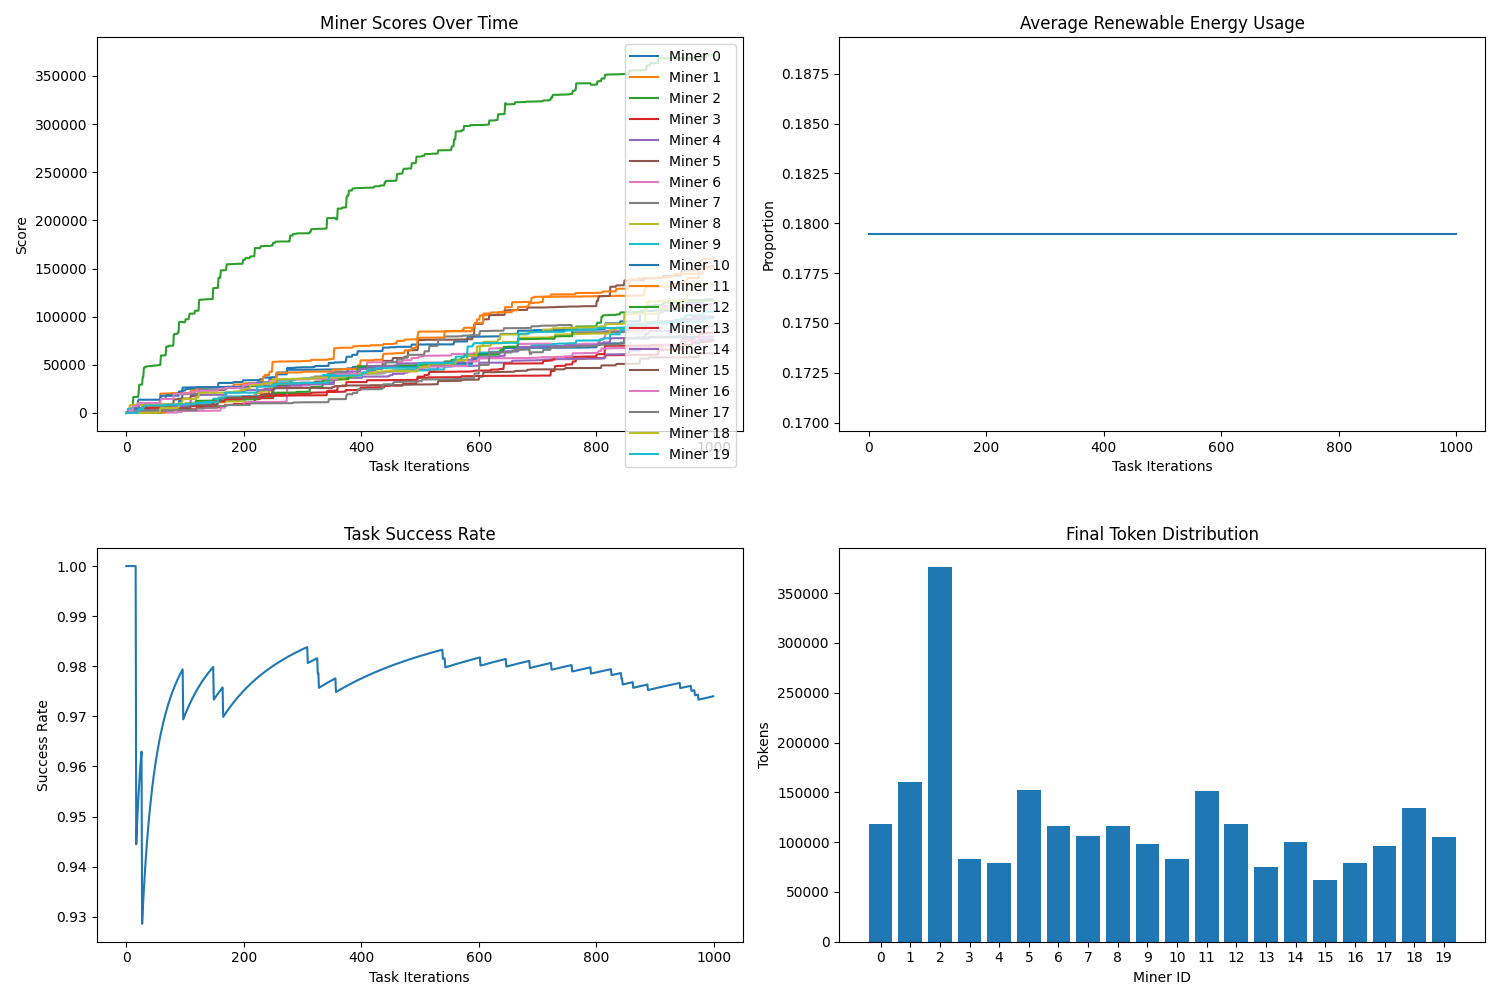 Miner Scores Over Time
Score
350000
300000
250000
200000
150000
100000
50000
0
0 200 400 600 800 1000
Task Iterations
Miner 0
Miner 1
Miner 2
Miner 3
Miner 4
Miner 5
Miner 6
Miner 7
Miner 8
Miner 9
Miner 10
Miner 11
Miner 12
Miner 13
Miner 14
Miner 15
Miner 16
Miner 17
Miner 18
Miner 19
Average Renewable Energy Usage
Proportion
0.1875
0.1850
0.1825
0.1800
0.1775
0.1750
0.1725
0.1700
0 200 400 600 800 1000
Task Iterations
Task Success Rate
Success Rate
1.00
0.99
0.98
0.97
0.96
0.95
0.94
0.93
0 200 400 600 800 1000
Task Iterations
Final Token Distribution
Tokens
350000
300000
250000
200000
150000
100000
50000
0
0 1 2 3 4 5 6 7 8 9 10 11 12 13 14 15 16 17 18 19
Miner ID